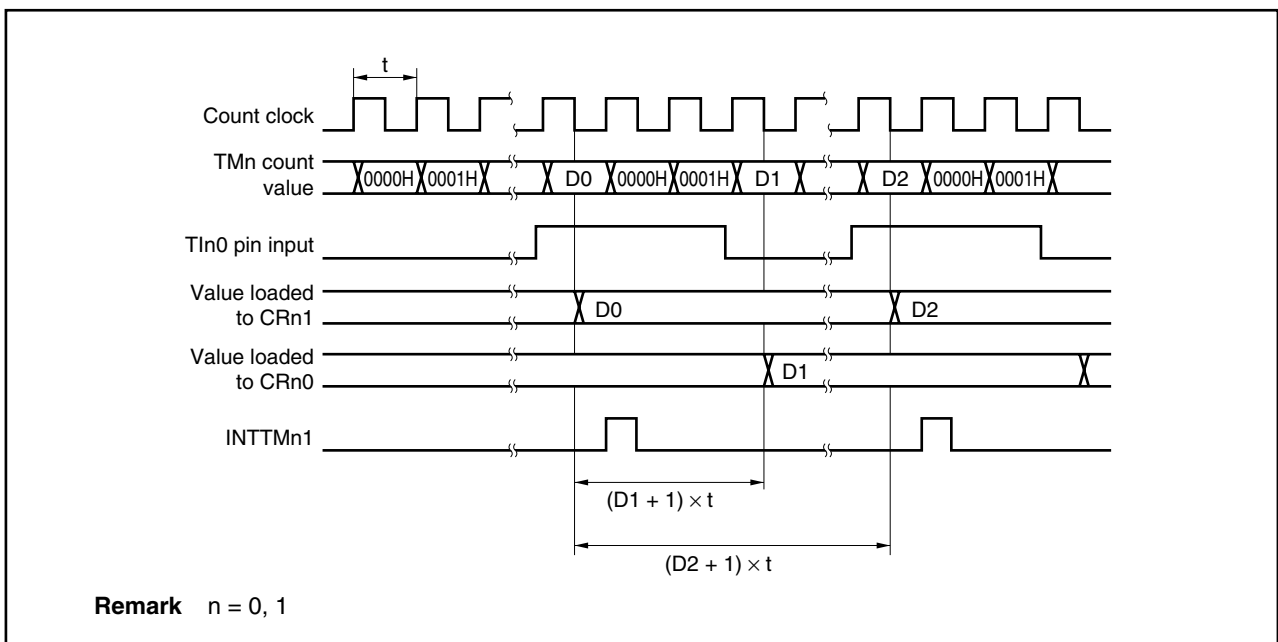 t
Count clock
TMn count
value
0000H 0001H D0 0000H 0001H D1 D2 0000H 0001H
TIn0 pin input
Value loaded
to CRn1
D0 D2
Value loaded
to CRn0
D1
INTTMn1
(D1 + 1) × t
(D2 + 1) × t
Remark n = 0, 1